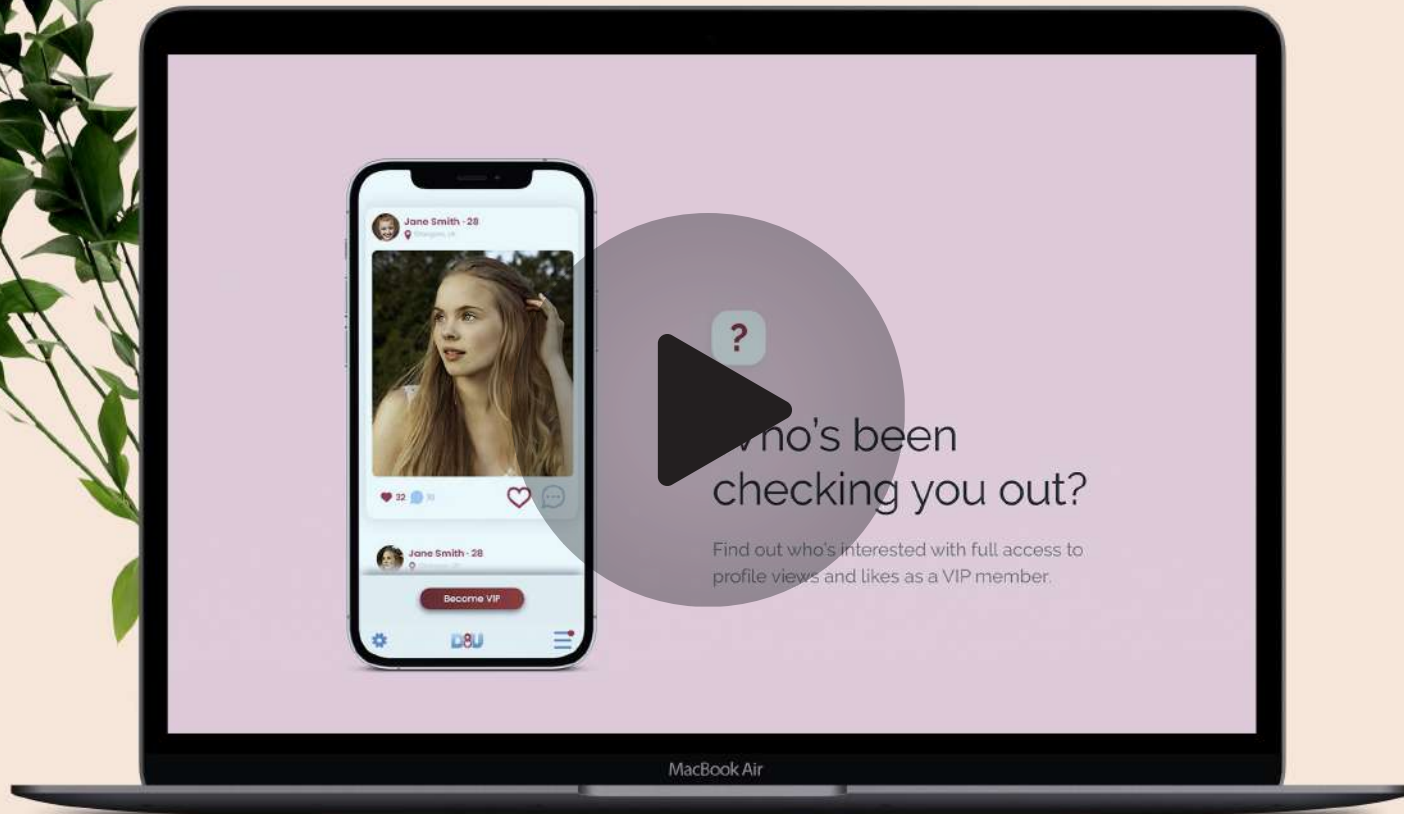 Jane Smith · 28
32
Jane Smith · 28
Become VIP
D8U
?
Who's been
checking you out?
Find out who's interested with full access to
profile views and likes as a VIP member.
MacBook Air